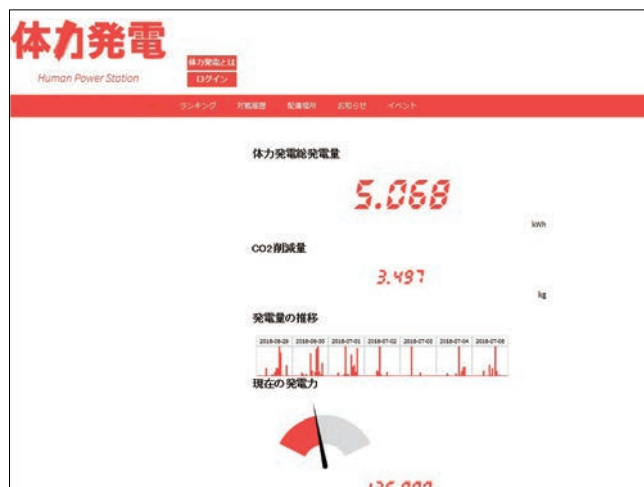 体力発電
Human Power Station
体力発電とは
ログイン
ランキング 対戦履歴 配備場所 お知らせ イベント
体力発電総発電量
5.068
kWh
CO2削減量
3.497
kg
発電量の推移
2018-06-29 2018-06-30 2018-07-01 2018-07-02 2018-07-03 2018-07-04 2018-07-05
現在の発電力